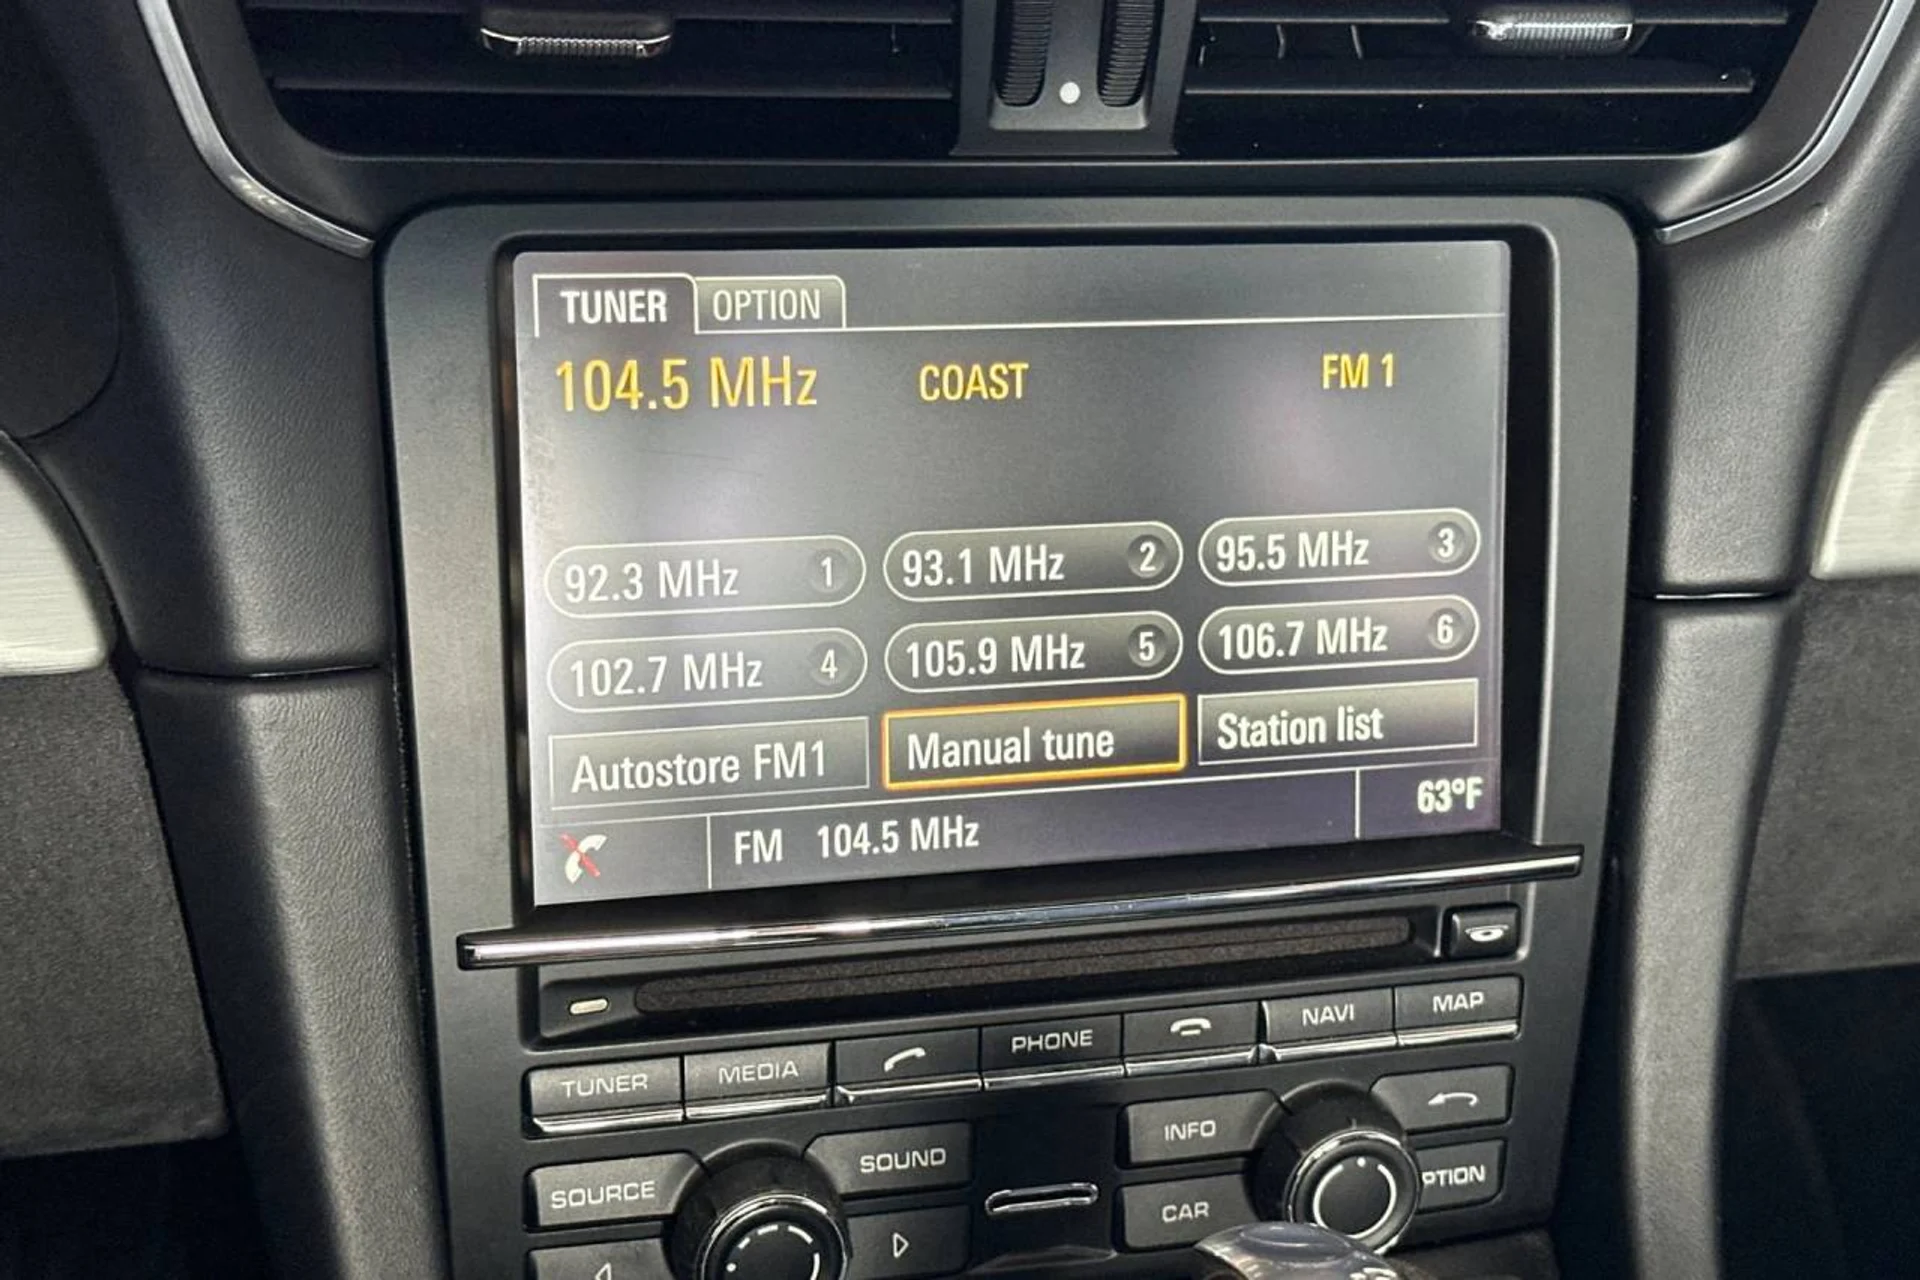 TUNER OPTION
104.5 MHz COAST FM 1
92.3 MHz 1 93.1 MHz 2 95.5 MHz 3
102.7 MHz 4 105.9 MHz 5 106.7 MHz 6
Autostore FM1 Manual tune Station list
FM 104.5 MHz 63°F
TUNER MEDIA PHONE NAVI MAP
SOURCE SOUND INFO
CAR PTION